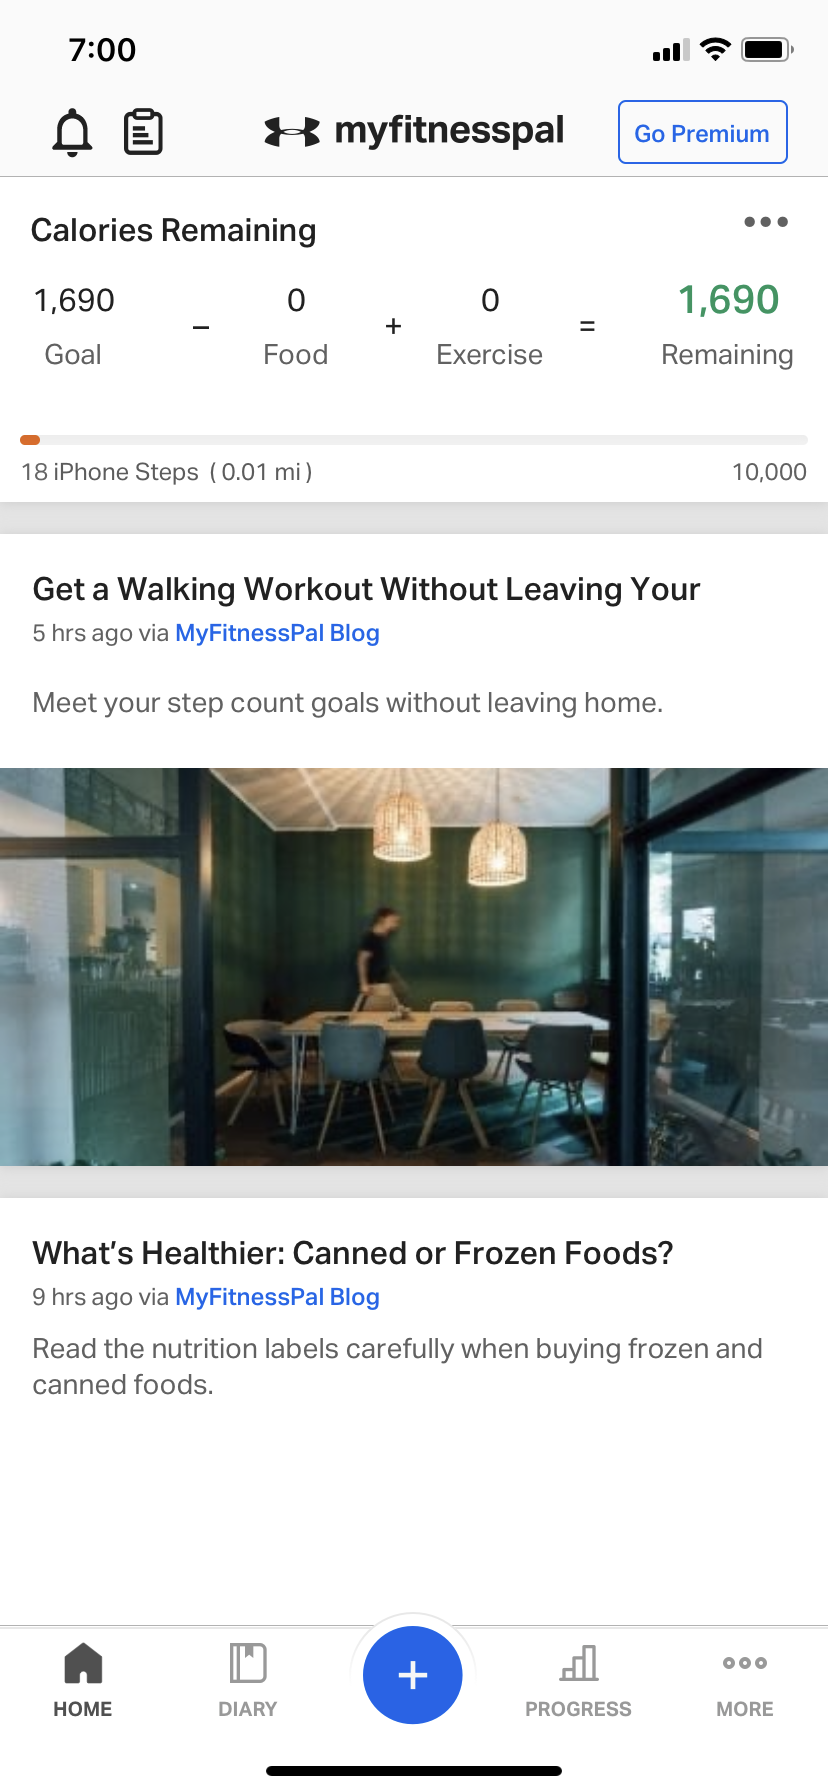 7:00
myfitnesspal
Go Premium
Calories Remaining
1,690 – 0 + 0 = 1,690
Goal Food Exercise Remaining
18 iPhone Steps ( 0.01 mi ) 10,000
Get a Walking Workout Without Leaving Your
5 hrs ago via MyFitnessPal Blog
Meet your step count goals without leaving home.
What's Healthier: Canned or Frozen Foods?
9 hrs ago via MyFitnessPal Blog
Read the nutrition labels carefully when buying frozen and
canned foods.
+
HOME DIARY PROGRESS MORE